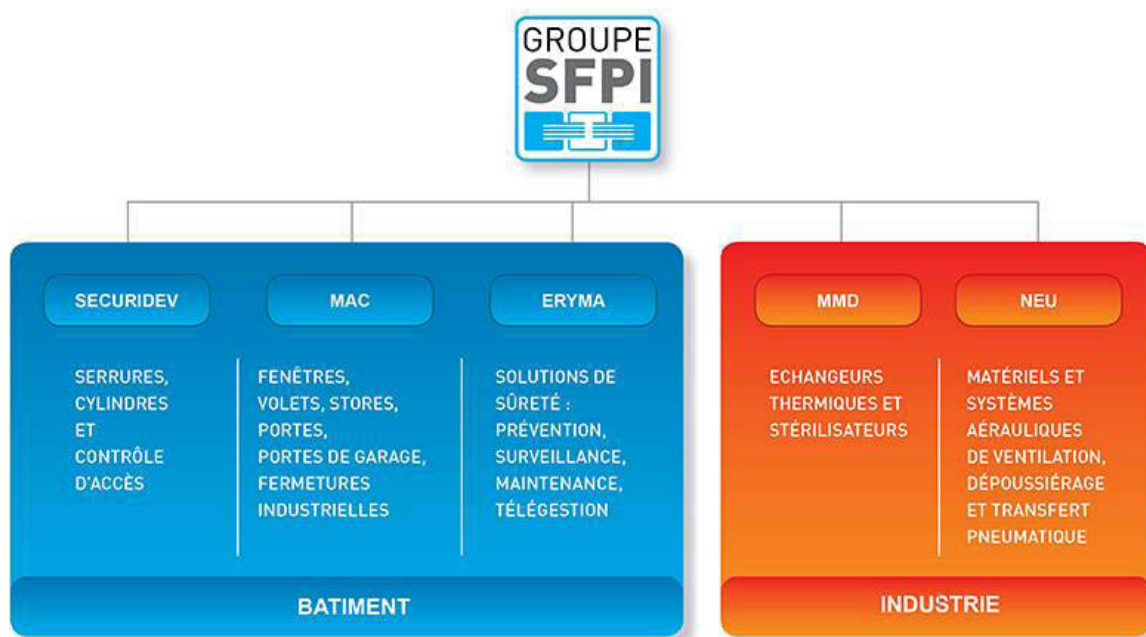 GROUPE
SFPI
SECURIDEV
MAC
ERYMA
MMD
NEU
SERRURES,
CYLINDRES
ET
CONTRÔLE
D'ACCÈS
FENÊTRES,
VOLETS, STORES,
PORTES,
PORTES DE GARAGE,
FERMETURES
INDUSTRIELLES
SOLUTIONS DE
SÛRETÉ :
PRÉVENTION,
SURVEILLANCE,
MAINTENANCE,
TÉLÉGESTION
ECHANGEURS
THERMIQUES ET
STÉRILISATEURS
MATÉRIELS ET
SYSTÈMES
AÉRAULIQUES
DE VENTILATION,
DÉPOUSSIÉRAGE
ET TRANSFERT
PNEUMATIQUE
BATIMENT
INDUSTRIE